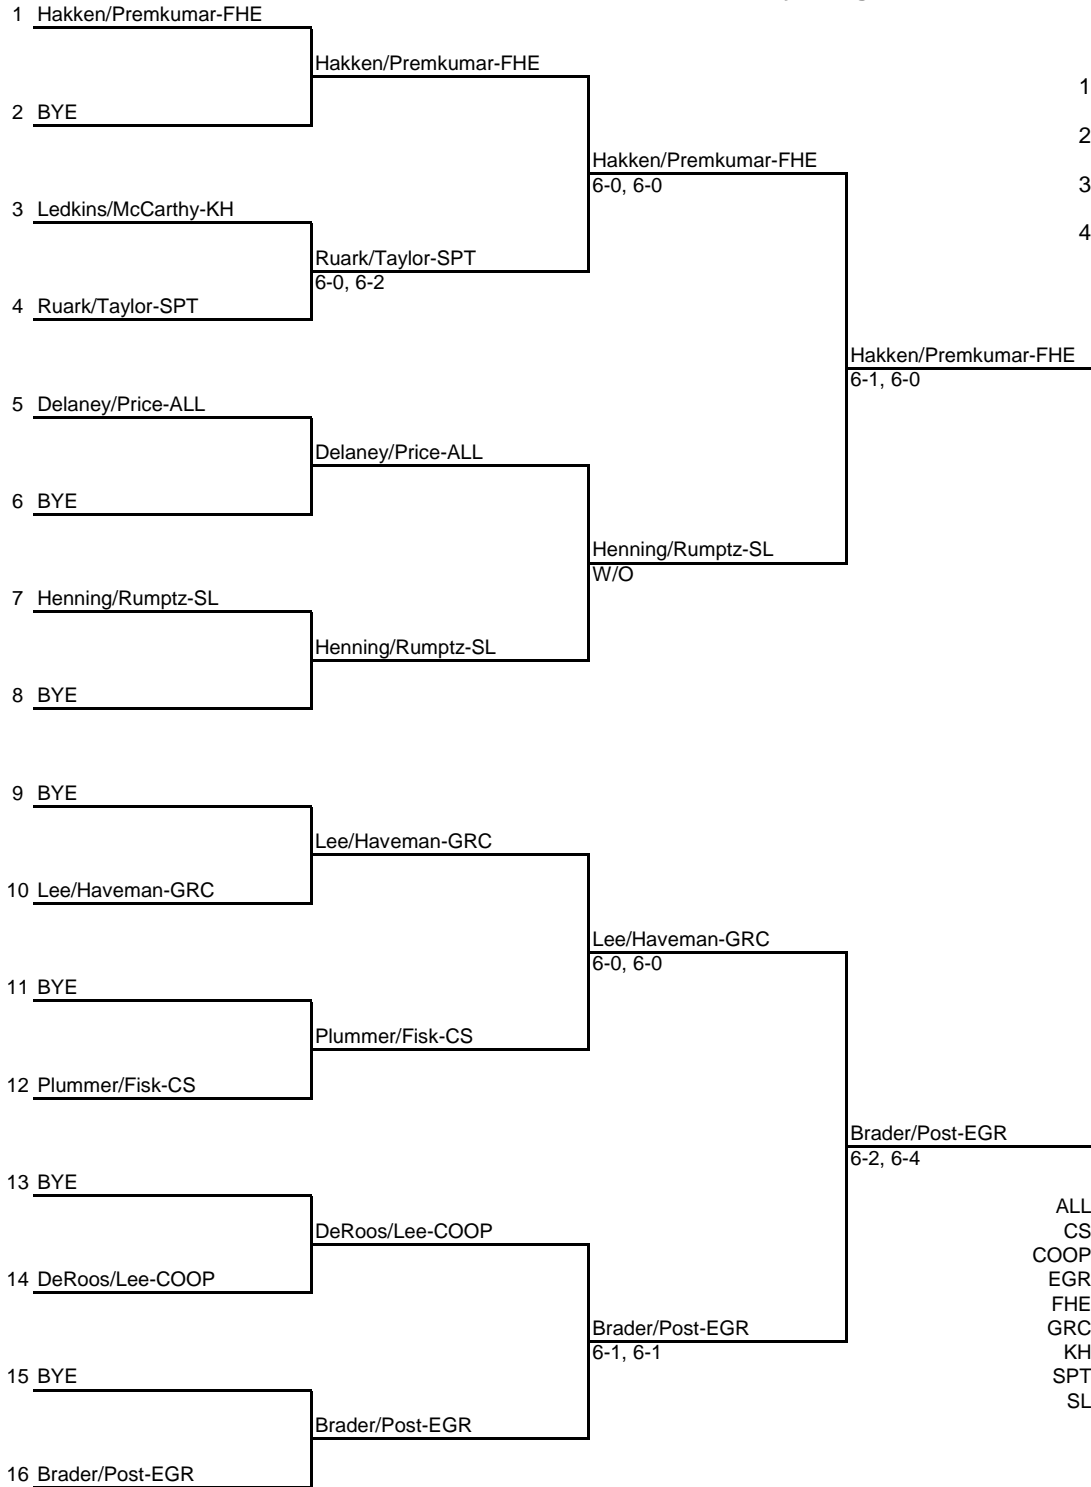 1 Hakken/Premkumar-FHE
Hakken/Premkumar-FHE
1
2 BYE
2
Hakken/Premkumar-FHE
6-0, 6-0
3
3 Ledkins/McCarthy-KH
4
Ruark/Taylor-SPT
6-0, 6-2
4 Ruark/Taylor-SPT
Hakken/Premkumar-FHE
6-1, 6-0
5 Delaney/Price-ALL
Delaney/Price-ALL
6 BYE
Henning/Rumptz-SL
W/O
7 Henning/Rumptz-SL
Henning/Rumptz-SL
8 BYE
9 BYE
Lee/Haveman-GRC
10 Lee/Haveman-GRC
Lee/Haveman-GRC
6-0, 6-0
11 BYE
Plummer/Fisk-CS
12 Plummer/Fisk-CS
Brader/Post-EGR
6-2, 6-4
13 BYE
ALL
DeRoos/Lee-COOP
CS
COOP
14 DeRoos/Lee-COOP
EGR
FHE
Brader/Post-EGR
GRC
6-1, 6-1
KH
15 BYE
SPT
SL
Brader/Post-EGR
16 Brader/Post-EGR